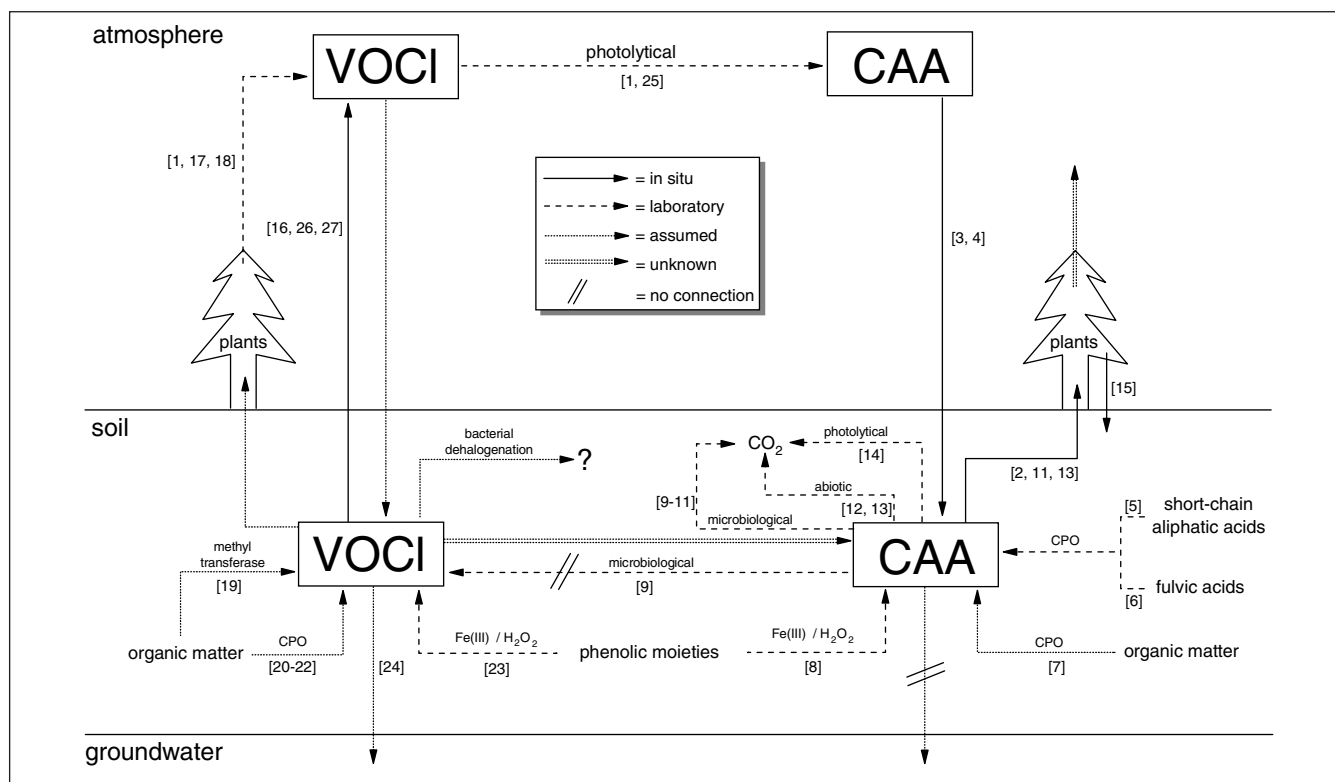 atmosphere
VOCl
photolytical
[1, 25]
CAA
[1, 17, 18]
[16, 26, 27]
= in situ
= laboratory
= assumed
= unknown
= no connection
[3, 4]
plants
plants
[15]
soil
bacterial
dehalogenation
?
CO2
photolytical
[14]
abiotic
[12, 13]
[9-11]
microbiological
[2, 11, 13]
[5]
short-chain
aliphatic acids
CPO
fulvic acids
[6]
methyl
transferase
[19]
VOCl
microbiological
[9]
CAA
organic matter
CPO
[20-22]
[24]
Fe(III) / H2O2
[23]
phenolic moieties
Fe(III) / H2O2
[8]
CPO
[7]
organic matter
groundwater